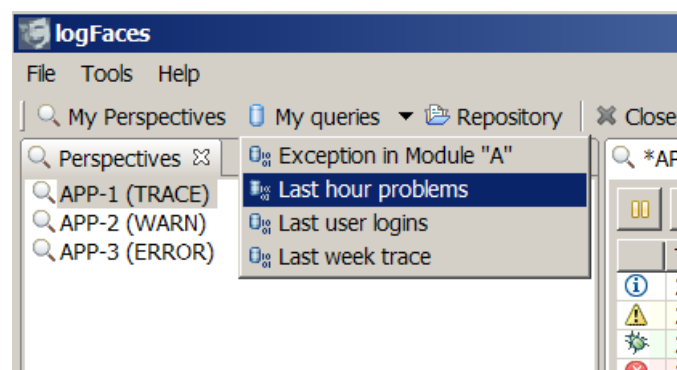 logFaces
File Tools Help
My Perspectives My queries Repository Close
Perspectives *AP
APP-1 (TRACE)
APP-2 (WARN)
APP-3 (ERROR)
Exception in Module "A"
Last hour problems
Last user logins
Last week trace